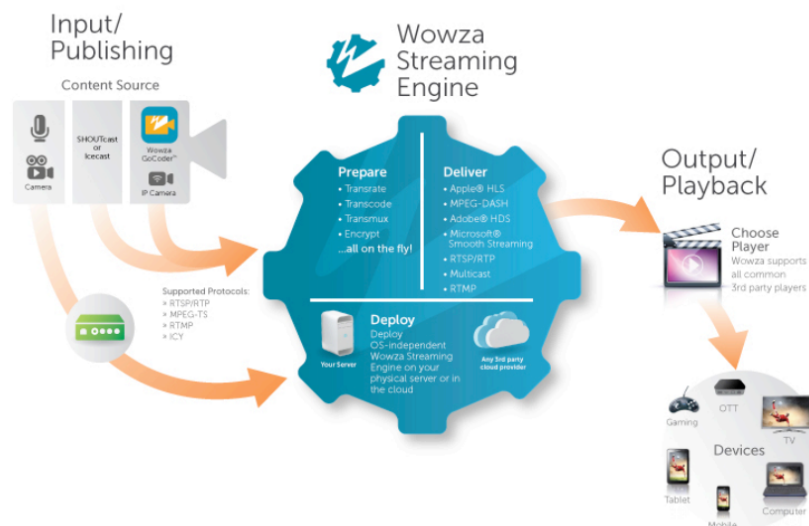 Input/
Publishing
Content Source
Camera
SHOUTcast
or
Icecast
Wowza
GoCoder™
IP Camera
Supported Protocols:
» RTSP/RTP
» MPEG-TS
» RTMP
» ICY
Wowza
Streaming
Engine
Prepare
• Transrate
• Transcode
• Transmux
• Encrypt
...all on the fly!
Deliver
• Apple® HLS
• MPEG-DASH
• Adobe® HDS
• Microsoft®
Smooth Streaming
• RTSP/RTP
• Multicast
• RTMP
Deploy
Deploy
OS-independent
Wowza Streaming
Engine on your
physical server or in
the cloud
Your Server
Any 3rd party
cloud provider
Output/
Playback
Choose
Player
Wowza supports
all common
3rd party players
Gaming
OTT
TV
Devices
Tablet
Mobile
Computer